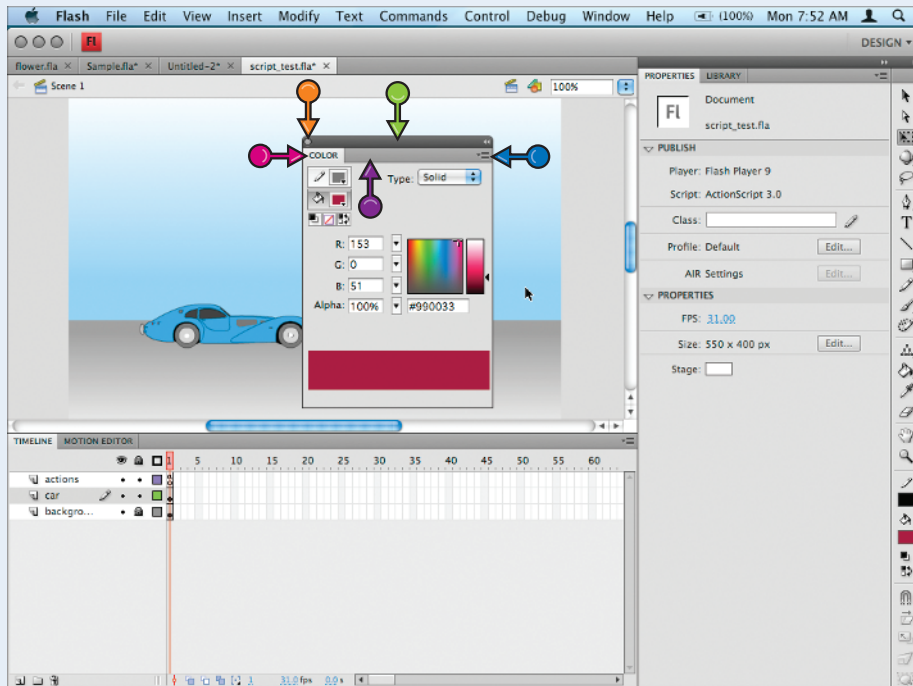 Flash File Edit View Insert Modify Text Commands Control Debug Window Help (100%) Mon 7:52 AM
Fl DESIGN
flower.fla × Sample.fla* × Untitled-2* × script_test.fla* ×
Scene 1 100%
COLOR
Type: Solid
R: 153
G: 0
B: 51
Alpha: 100% #990033
PROPERTIES LIBRARY
Fl Document
script_test.fla
PUBLISH
Player: Flash Player 9
Script: ActionScript 3.0
Class:
Profile: Default Edit...
AIR Settings Edit...
PROPERTIES
FPS: 31.00
Size: 550 x 400 px Edit...
Stage:
T
TIMELINE MOTION EDITOR
1 5 10 15 20 25 30 35 40 45 50 55 60
actions a
car
backgro...
1 31.0 fps 0.0 s